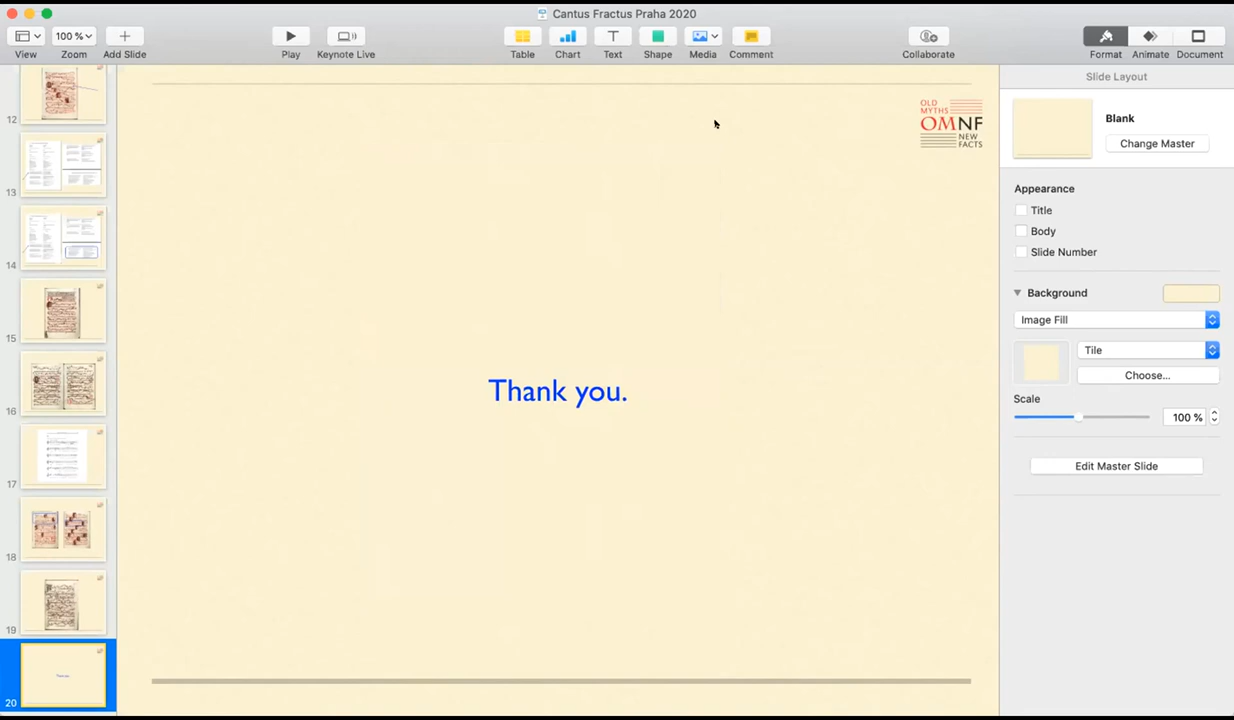 Cantus Fractus Praha 2020
100 %
View
Zoom
Add Slide
Play
Keynote Live
Table
Chart
Text
Shape
Media
Comment
Collaborate
Format
Animate
Document
12
13
14
15
16
17
18
19
20
OLD
MYTHS
OMNF
NEW
FACTS
Thank you.
Slide Layout
Blank
Change Master
Appearance
Title
Body
Slide Number
Background
Image Fill
Tile
Choose...
Scale
100 %
Edit Master Slide